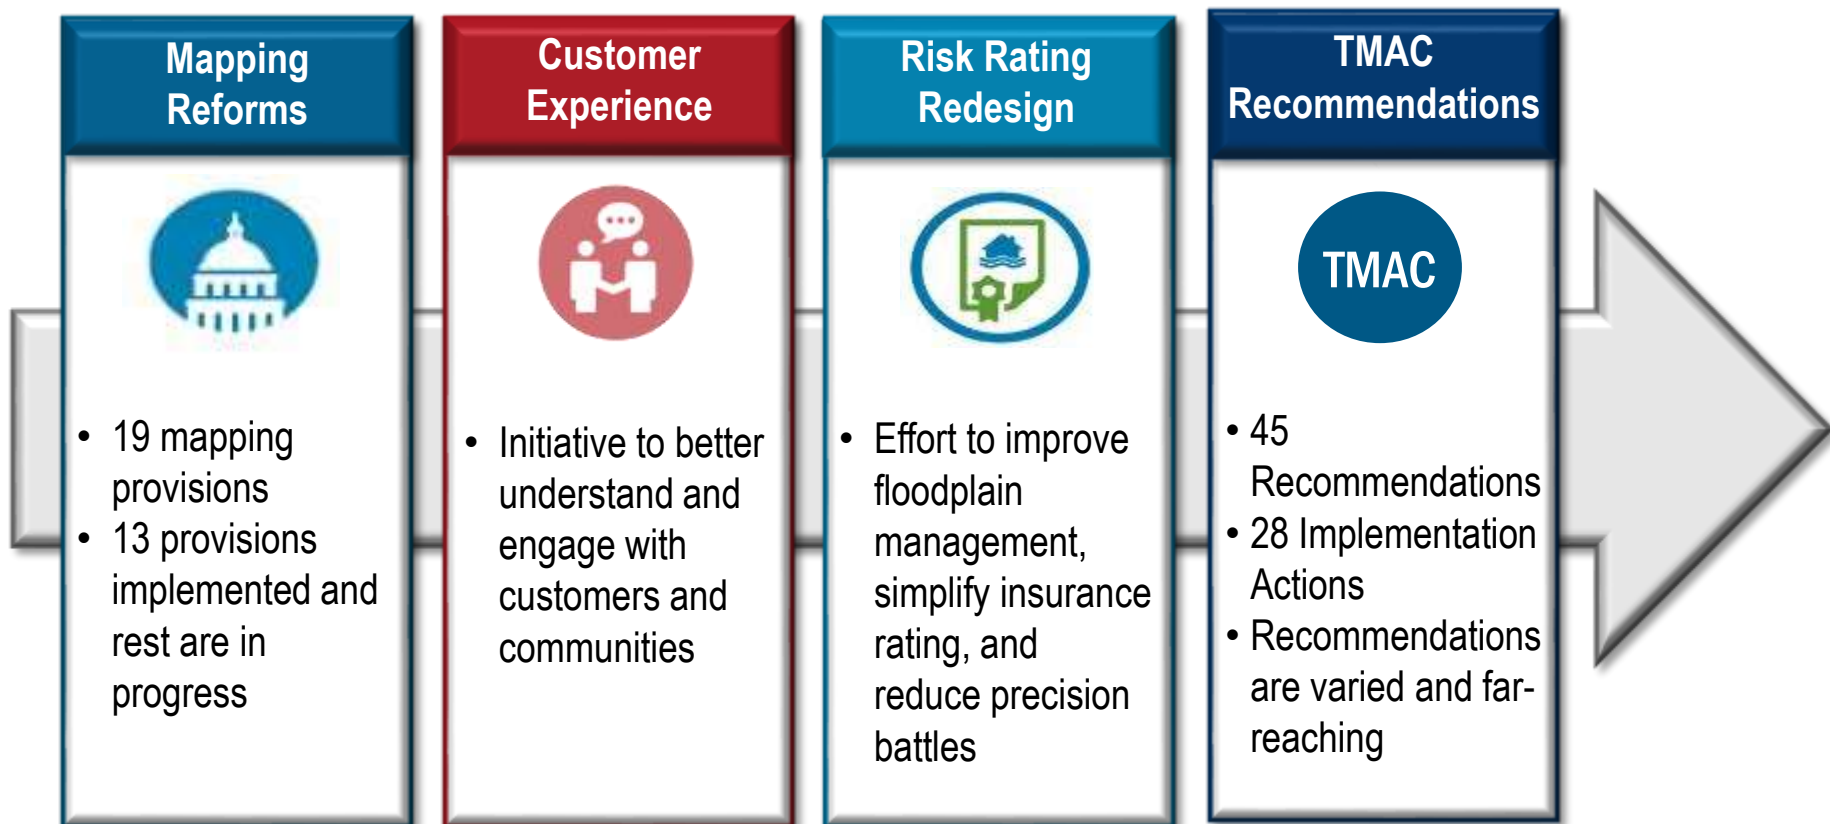 Mapping
Reforms
• 19 mapping
provisions
• 13 provisions
implemented and
rest are in
progress
Customer
Experience
• Initiative to better
understand and
engage with
customers and
communities
Risk Rating
Redesign
• Effort to improve
floodplain
management,
simplify insurance
rating, and
reduce precision
battles
TMAC
Recommendations
TMAC
• 45
Recommendations
• 28 Implementation
Actions
• Recommendations
are varied and far-
reaching